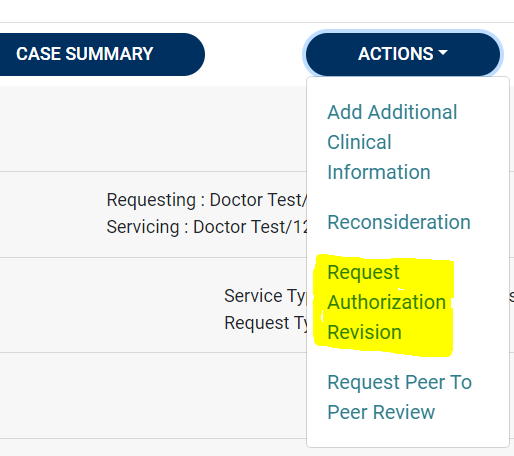 CASE SUMMARY
ACTIONS
Add Additional
Clinical
Information
Requesting : Doctor Test/
Servicing : Doctor Test/12
Reconsideration
Request
Authorization
Revision
Service Ty
Request Ty
Request Peer To
Peer Review